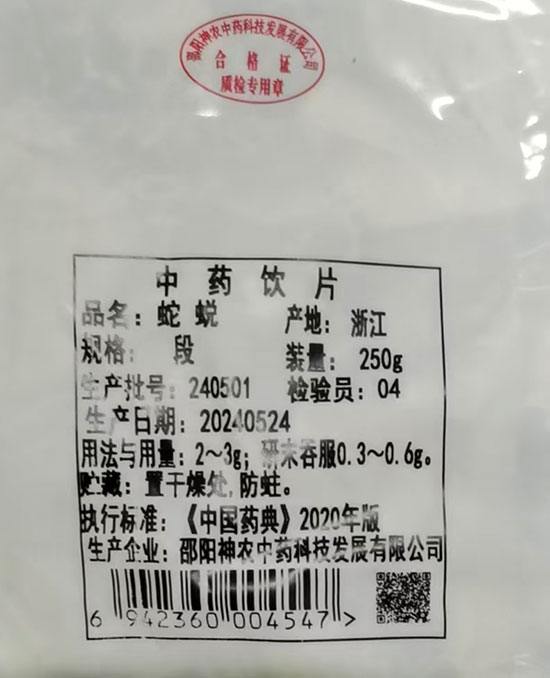 邵阳神农中药科技发展有限公司
合格证
质检专用章
中药饮片
品名：蛇蜕 产地：浙江
规格：段 装量：250g
生产批号：240501 检验员：04
生产日期：20240524
用法与用量：2～3g；研末吞服0.3～0.6g。
贮藏：置干燥处,防蛀。
执行标准：《中国药典》2020年版
生产企业：邵阳神农中药科技发展有限公司
6 942360 004547 >